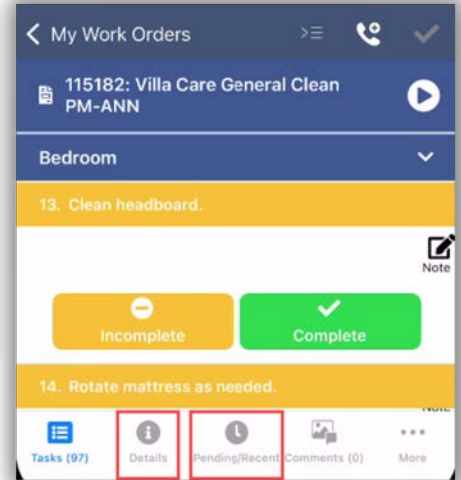 My Work Orders
115182: Villa Care General Clean
PM-ANN
Bedroom
13. Clean headboard.
Note
Incomplete
Complete
14. Rotate mattress as needed.
Note
Tasks (97)
Details
Pending/Recent
Comments (0)
More